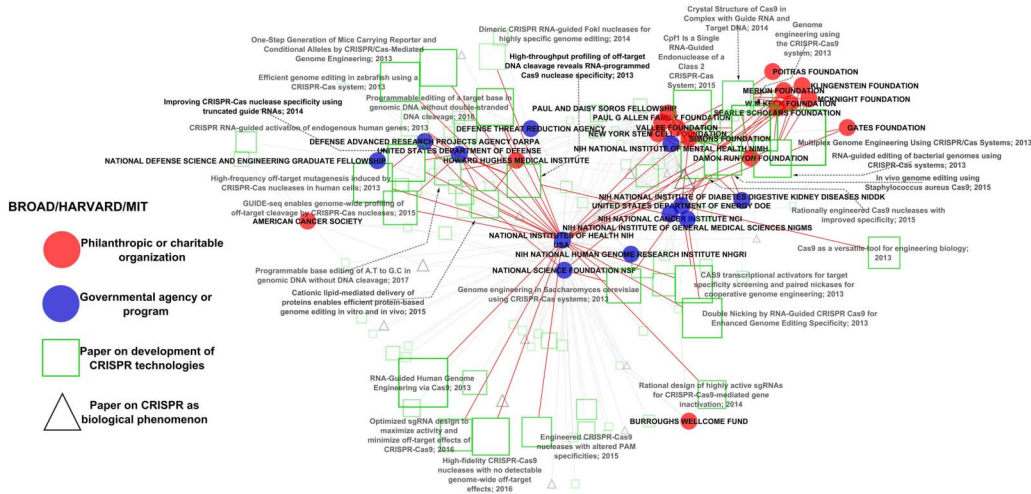 Crystal Structure of Cas9 in
Complex with Guide RNA and
Target DNA; 2014
Genome
engineering using
the CRISPR-Cas9
system; 2013
One-Step Generation of Mice Carrying Reporter and
Conditional Alleles by CRISPR/Cas-Mediated
Genome Engineering; 2013
Dimeric CRISPR RNA-guided FokI nucleases for
highly specific genome editing; 2014
Cpf1 Is a Single
RNA-Guided
Endonuclease of a Class 2
CRISPR-Cas
System; 2015
High-throughput profiling of off-target
DNA cleavage reveals RNA-programmed
Cas9 nuclease specificity; 2013
Efficient genome editing in zebrafish using a
CRISPR-Cas system; 2013
Programmable editing of a target base in
genomic DNA without double-stranded
DNA cleavage; 2016
Improving CRISPR-Cas nuclease specificity using
truncated guide RNAs; 2014
CRISPR RNA-guided activation of endogenous human genes; 2013
POITRAS FOUNDATION
KLINGENSTEIN FOUNDATION
MERKIN FOUNDATION
MCKNIGHT FOUNDATION
W M KECK FOUNDATION
SEARLE SCHOLARS FOUNDATION
PAUL AND DAISY SOROS FELLOWSHIP
PAUL G ALLEN FAMILY FOUNDATION
VALLEE FOUNDATION
NEW YORK STEM CELL FOUNDATION
SIMONS FOUNDATION
NIH NATIONAL INSTITUTE OF MENTAL HEALTH NIMH
GATES FOUNDATION
Multiplex Genome Engineering Using CRISPR/Cas Systems; 2013
DAMON RUNYON FOUNDATION
RNA-guided editing of bacterial genomes using
CRISPR-Cas systems; 2013
In vivo genome editing using
Staphylococcus aureus Cas9; 2015
DEFENSE THREAT REDUCTION AGENCY
DEFENSE ADVANCED RESEARCH PROJECTS AGENCY DARPA
UNITED STATES DEPARTMENT OF DEFENSE
NATIONAL DEFENSE SCIENCE AND ENGINEERING GRADUATE FELLOWSHIP
HOWARD HUGHES MEDICAL INSTITUTE
High-frequency off-target mutagenesis induced by
CRISPR-Cas nucleases in human cells; 2013
GUIDE-seq enables genome-wide profiling of
off-target cleavage by CRISPR-Cas nucleases; 2015
AMERICAN CANCER SOCIETY
NIH NATIONAL INSTITUTE OF DIABETES DIGESTIVE KIDNEY DISEASES NIDDK
UNITED STATES DEPARTMENT OF ENERGY DOE
NIH NATIONAL CANCER INSTITUTE NCI
NIH NATIONAL INSTITUTE OF GENERAL MEDICAL SCIENCES NIGMS
Rationally engineered Cas9 nucleases with
improved specificity; 2015
NATIONAL INSTITUTES OF HEALTH NIH
USA
NIH NATIONAL HUMAN GENOME RESEARCH INSTITUTE NHGRI
NATIONAL SCIENCE FOUNDATION NSF
Cas9 as a versatile tool for engineering biology;
2013
BROAD/HARVARD/MIT
Philanthropic or charitable
organization
Governmental agency or
program
Paper on development of
CRISPR technologies
Paper on CRISPR as
biological phenomenon
Programmable base editing of A.T to G.C in
genomic DNA without DNA cleavage; 2017
Cationic lipid-mediated delivery of
proteins enables efficient protein-based
genome editing in vitro and in vivo; 2015
Genome engineering in Saccharomyces cerevisiae
using CRISPR-Cas systems; 2013
CAS9 transcriptional activators for target
specificity screening and paired nickases for
cooperative genome engineering; 2013
Double Nicking by RNA-Guided CRISPR Cas9 for
Enhanced Genome Editing Specificity; 2013
RNA-Guided Human Genome
Engineering via Cas9; 2013
Rational design of highly active sgRNAs
for CRISPR-Cas9-mediated gene
inactivation; 2014
BURROUGHS WELLCOME FUND
Optimized sgRNA design to
maximize activity and
minimize off-target effects of
CRISPR-Cas9; 2016
Engineered CRISPR-Cas9
nucleases with altered PAM
specificities; 2015
High-fidelity CRISPR-Cas9
nucleases with no detectable
genome-wide off-target
effects; 2016